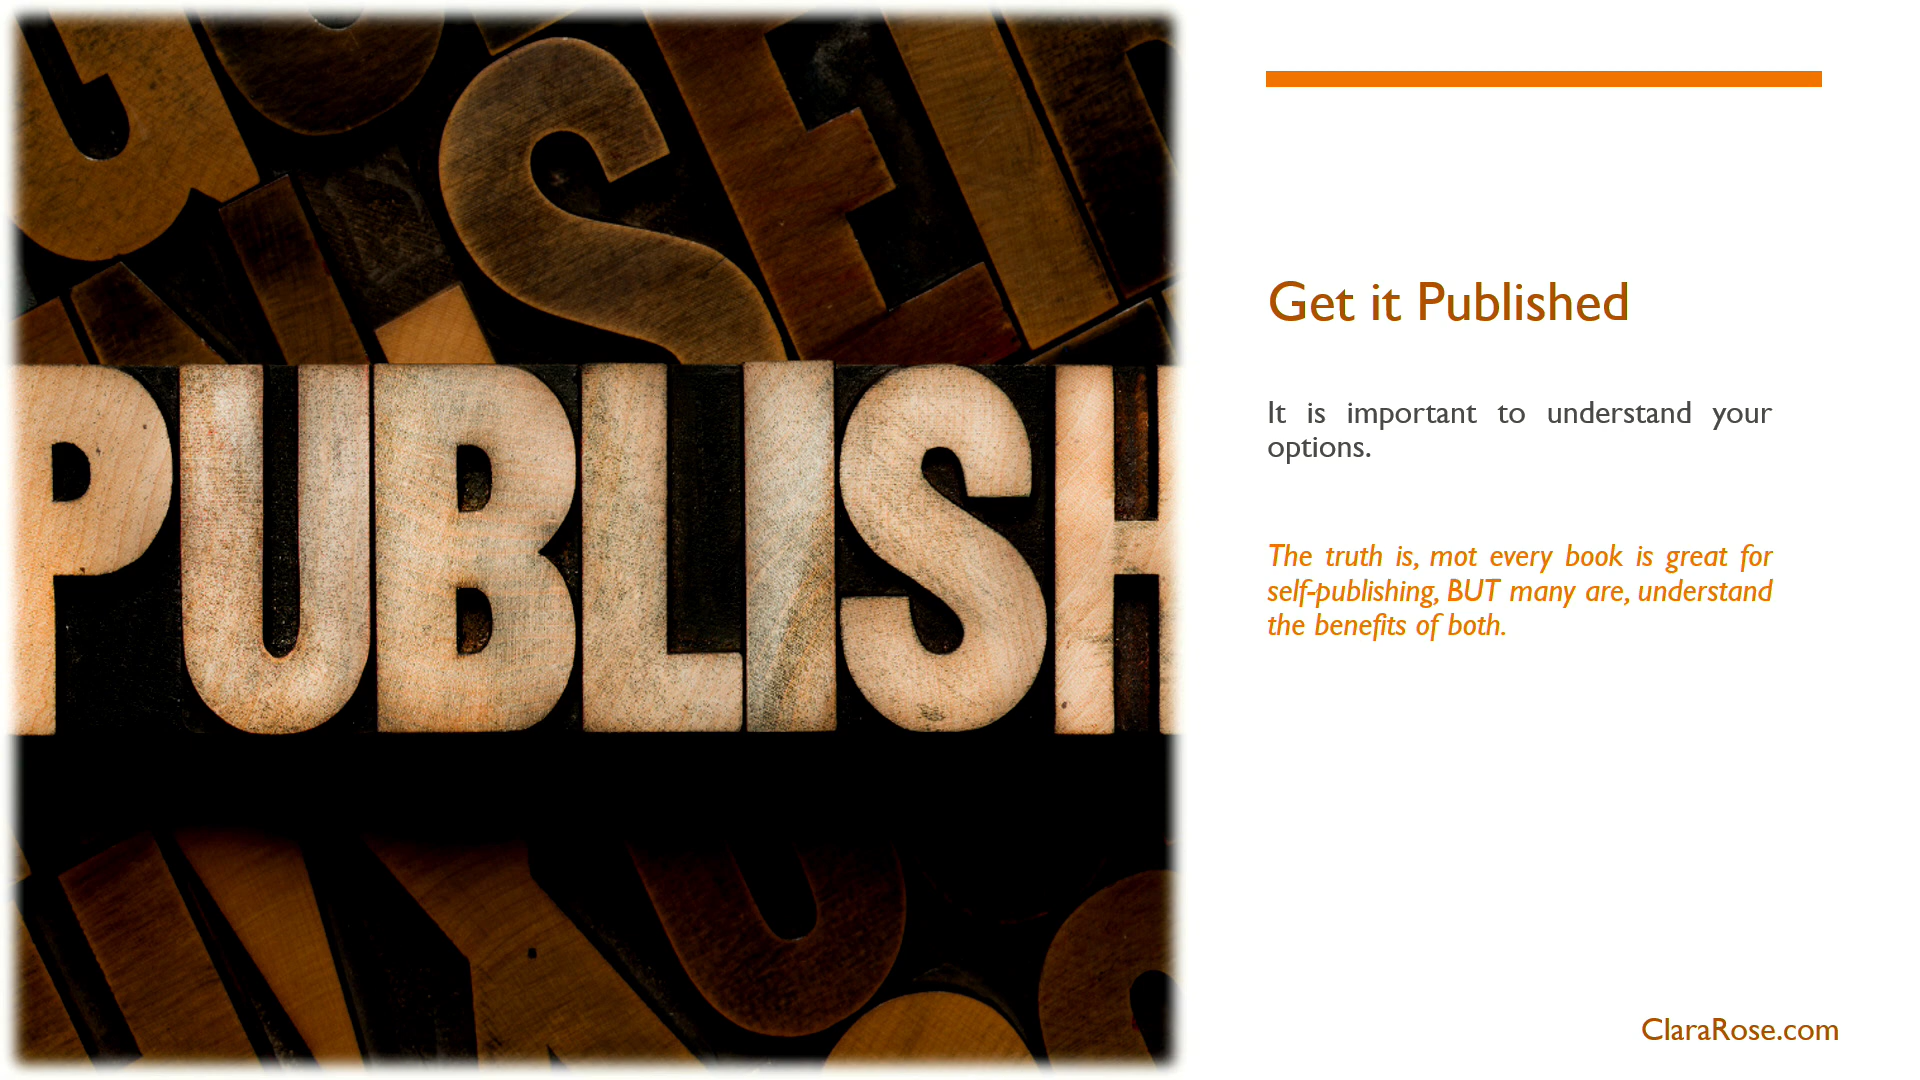 PUBLISH
Get it Published
It is important to understand your
options.
The truth is, mot every book is great for
self-publishing, BUT many are, understand
the benefits of both.
ClaraRose.com